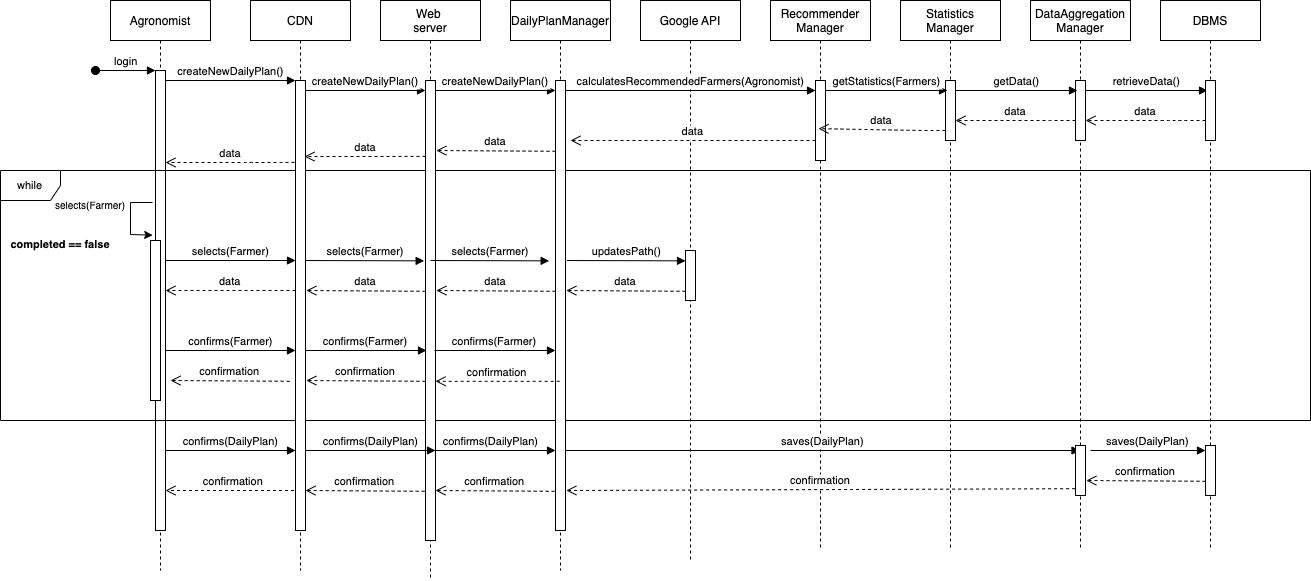 Agronomist
CDN
Web
server
DailyPlanManager
Google API
Recommender
Manager
Statistics
Manager
DataAggregation
Manager
DBMS
login
createNewDailyPlan()
createNewDailyPlan()
createNewDailyPlan()
calculatesRecommendedFarmers(Agronomist)
getStatistics(Farmers)
getData()
retrieveData()
data
data
data
data
data
data
data
while
selects(Farmer)
completed == false
selects(Farmer)
selects(Farmer)
selects(Farmer)
updatesPath()
data
data
data
data
confirms(Farmer)
confirms(Farmer)
confirms(Farmer)
confirmation
confirmation
confirmation
confirms(DailyPlan)
confirms(DailyPlan)
confirms(DailyPlan)
saves(DailyPlan)
saves(DailyPlan)
confirmation
confirmation
confirmation
confirmation
confirmation